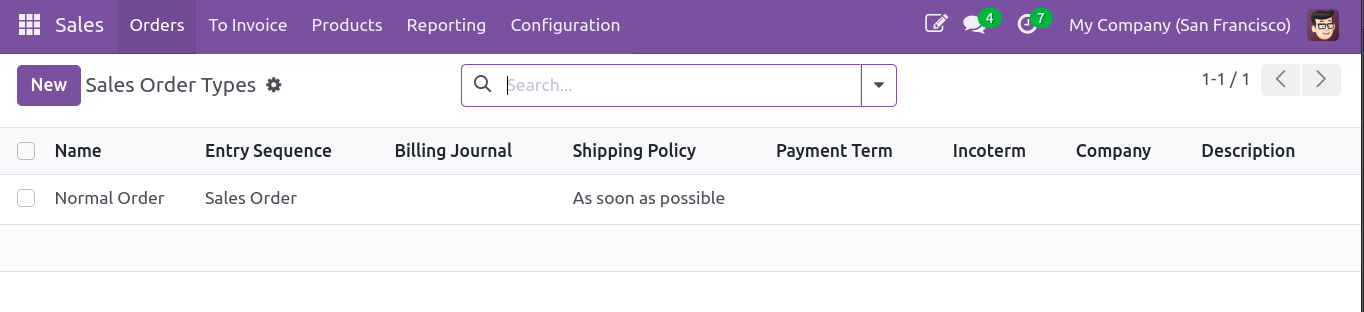 Sales Orders To Invoice Products Reporting Configuration 4 7 My Company (San Francisco)
New Sales Order Types Search... 1-1 / 1
Name Entry Sequence Billing Journal Shipping Policy Payment Term Incoterm Company Description
Normal Order Sales Order As soon as possible